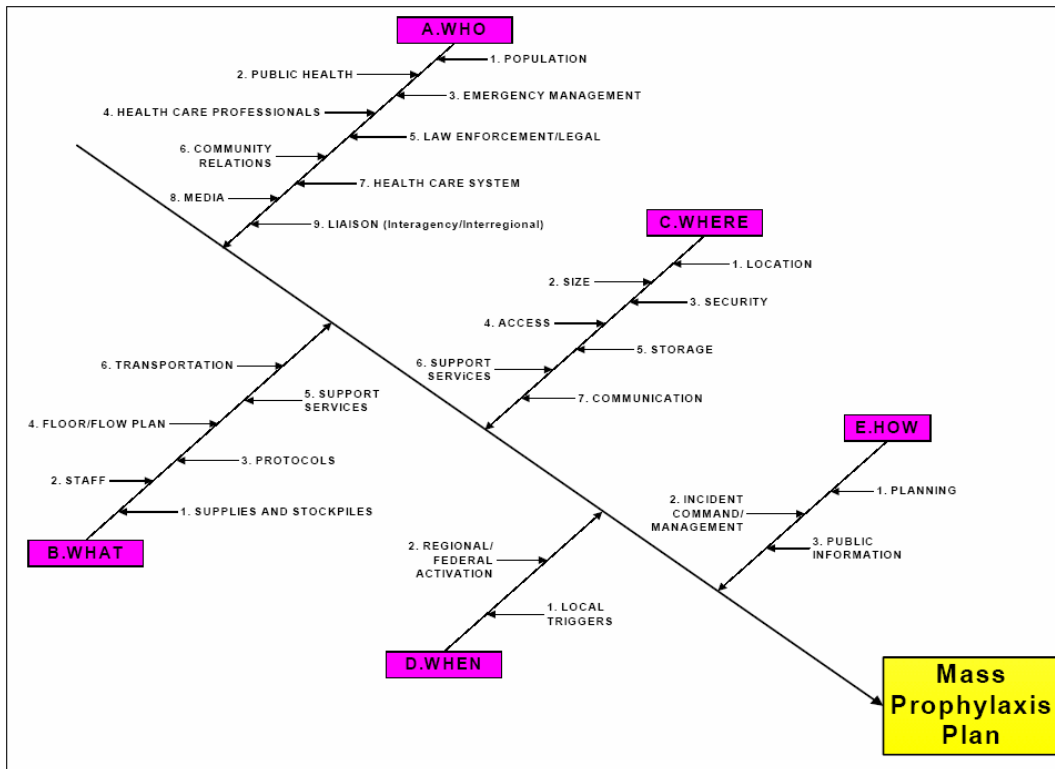 A.WHO
1. POPULATION
2. PUBLIC HEALTH
3. EMERGENCY MANAGEMENT
4. HEALTH CARE PROFESSIONALS
5. LAW ENFORCEMENT/LEGAL
6. COMMUNITY
RELATIONS
7. HEALTH CARE SYSTEM
8. MEDIA
9. LIAISON (Interagency/Interregional)
C.WHERE
1. LOCATION
2. SIZE
3. SECURITY
4. ACCESS
5. STORAGE
6. SUPPORT
SERViCES
7. COMMUNICATION
6. TRANSPORTATION
5. SUPPORT
SERVICES
4. FLOOR/FLOW PLAN
3. PROTOCOLS
2. STAFF
1. SUPPLIES AND STOCKPILES
B.WHAT
E.HOW
1. PLANNING
2. INCIDENT
COMMAND/
MANAGEMENT
3. PUBLIC
INFORMATION
2. REGIONAL/
FEDERAL
ACTIVATION
1. LOCAL
TRIGGERS
D.WHEN
Mass
Prophylaxis
Plan